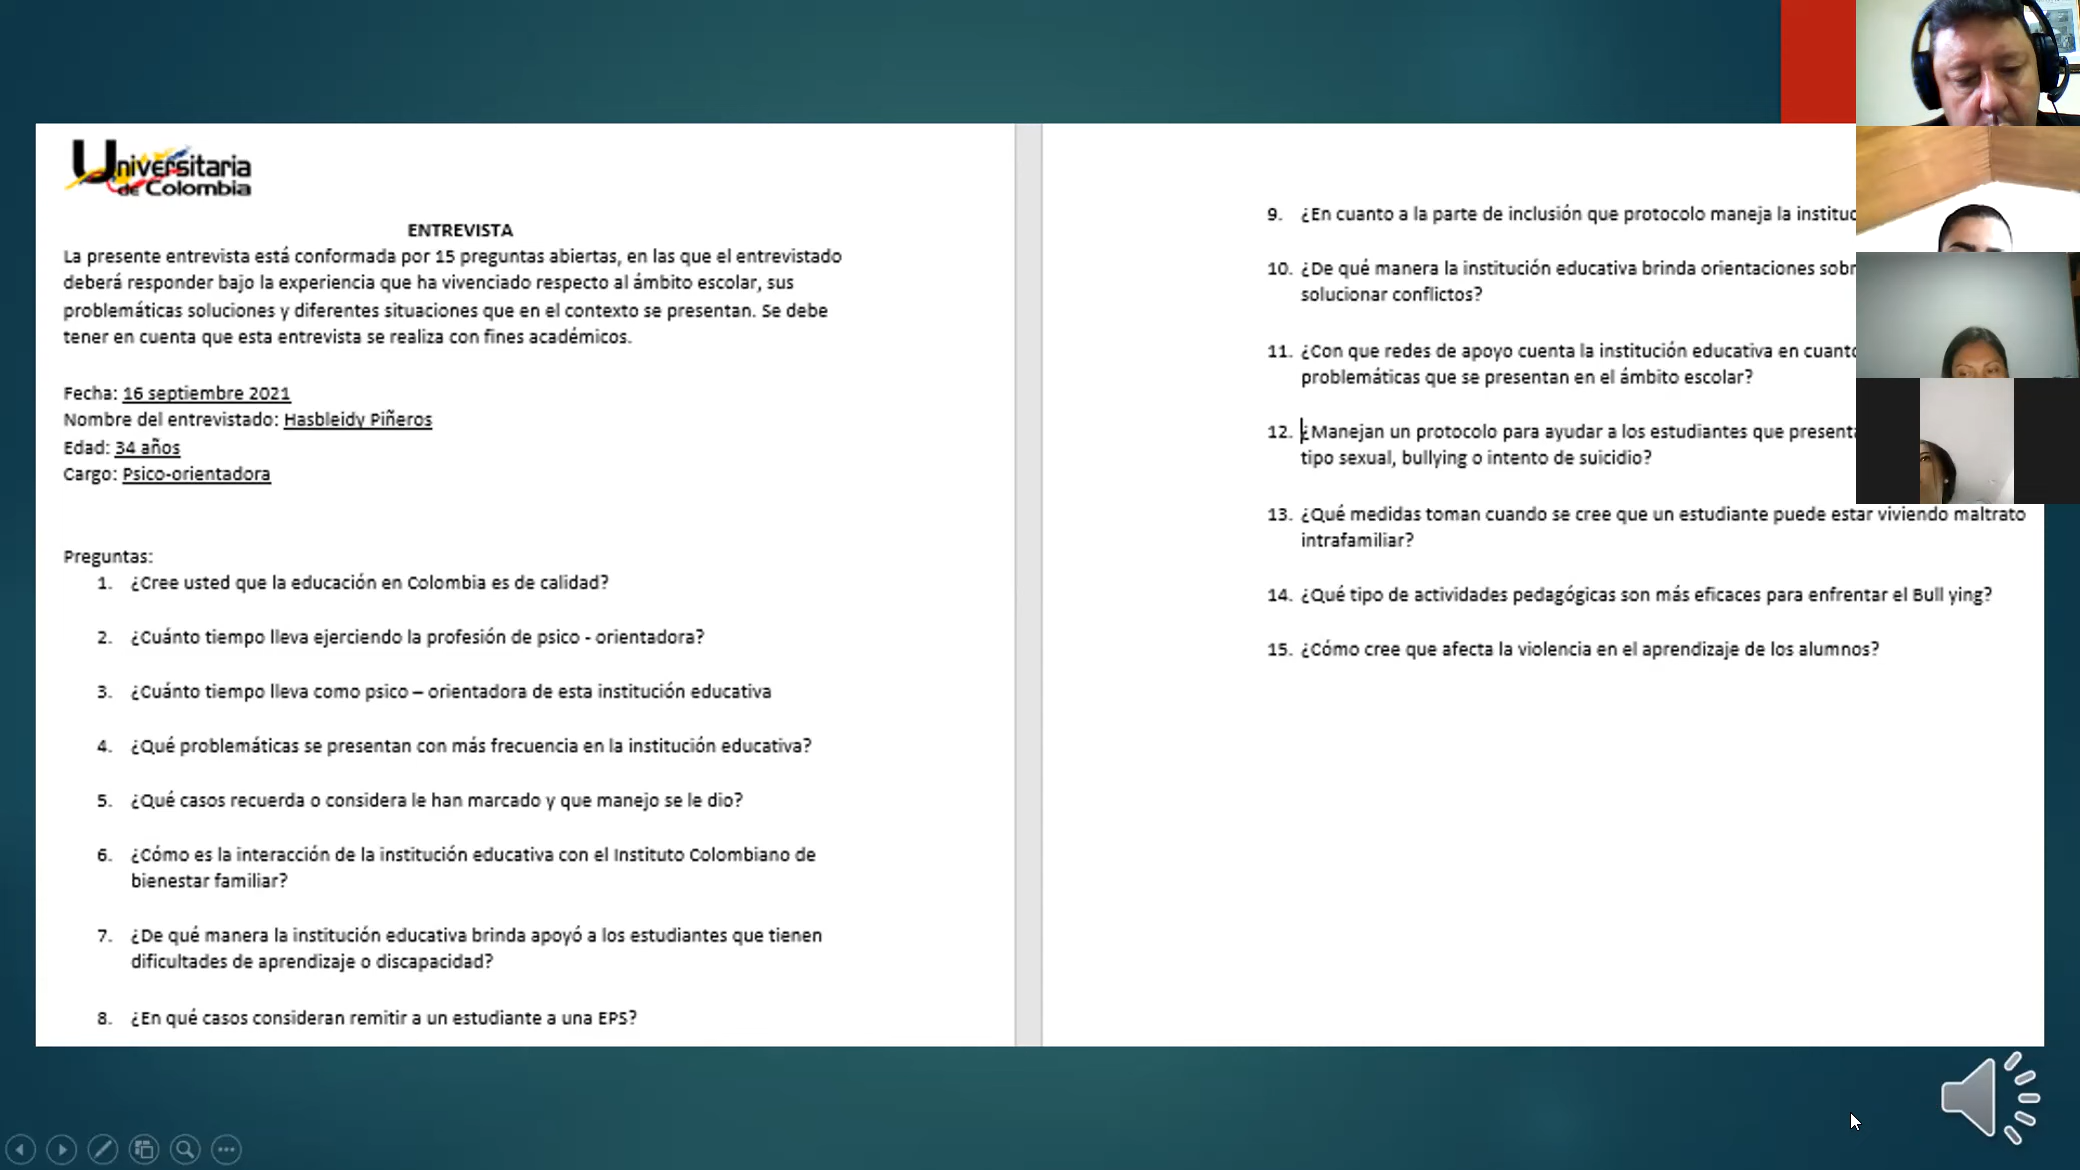 Universitaria
de Colombia
ENTREVISTA
La presente entrevista está conformada por 15 preguntas abiertas, en las que el entrevistado
deberá responder bajo la experiencia que ha vivenciado respecto al ámbito escolar, sus
problemáticas soluciones y diferentes situaciones que en el contexto se presentan. Se debe
tener en cuenta que esta entrevista se realiza con fines académicos.
Fecha: 16 septiembre 2021
Nombre del entrevistado: Hasbleidy Piñeros
Edad: 34 años
Cargo: Psico-orientadora
Preguntas:
1. ¿Cree usted que la educación en Colombia es de calidad?
2. ¿Cuánto tiempo lleva ejerciendo la profesión de psico - orientadora?
3. ¿Cuánto tiempo lleva como psico – orientadora de esta institución educativa
4. ¿Qué problemáticas se presentan con más frecuencia en la institución educativa?
5. ¿Qué casos recuerda o considera le han marcado y que manejo se le dio?
6. ¿Cómo es la interacción de la institución educativa con el Instituto Colombiano de
bienestar familiar?
7. ¿De qué manera la institución educativa brinda apoyó a los estudiantes que tienen
dificultades de aprendizaje o discapacidad?
8. ¿En qué casos consideran remitir a un estudiante a una EPS?
9. ¿En cuanto a la parte de inclusión que protocolo maneja la instituc
10. ¿De qué manera la institución educativa brinda orientaciones sobr
solucionar conflictos?
11. ¿Con que redes de apoyo cuenta la institución educativa en cuanto
problemáticas que se presentan en el ámbito escolar?
12. ¿Manejan un protocolo para ayudar a los estudiantes que present
tipo sexual, bullying o intento de suicidio?
13. ¿Qué medidas toman cuando se cree que un estudiante puede estar viviendo maltrato
intrafamiliar?
14. ¿Qué tipo de actividades pedagógicas son más eficaces para enfrentar el Bull ying?
15. ¿Cómo cree que afecta la violencia en el aprendizaje de los alumnos?